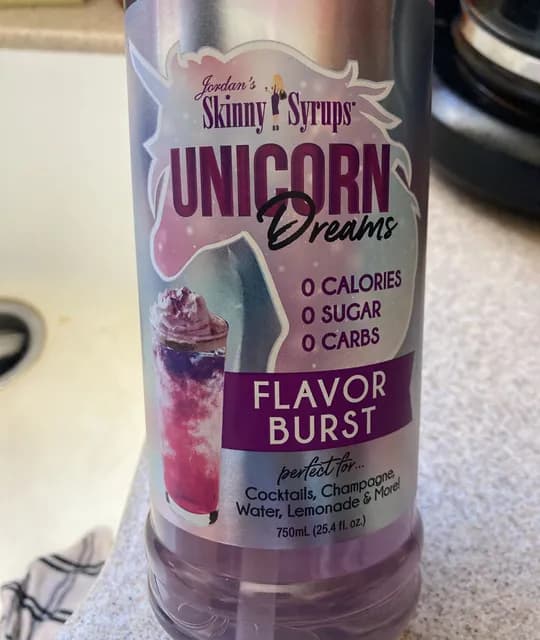 Jordan's
Skinny Syrups
UNICORN
Dreams
0 CALORIES
0 SUGAR
0 CARBS
FLAVOR
BURST
perfect for...
Cocktails, Champagne,
Water, Lemonade & More!
750mL (25.4 fl. oz.)